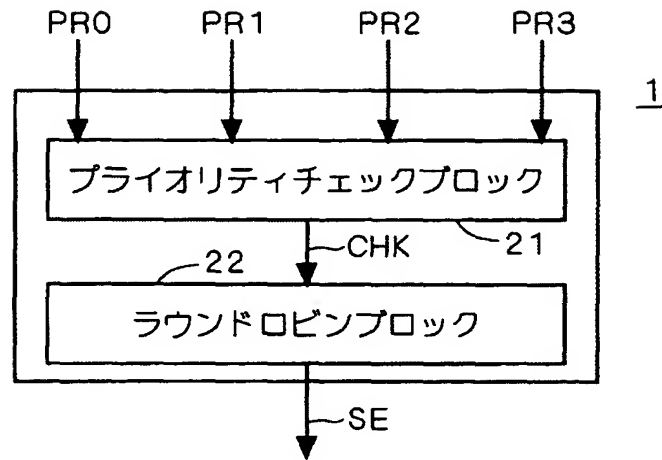 PR0 PR1 PR2 PR3
1
プライオリティチェックブロック
CHK 21
22
ラウンドロビンブロック
SE